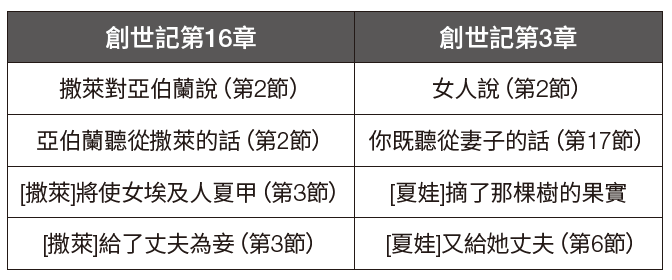 創世記第16章 創世記第3章
撒萊對亞伯蘭說（第2節） 女人說（第2節）
亞伯蘭聽從撒萊的話（第2節） 你既聽從妻子的話（第17節）
[撒萊]將使女埃及人夏甲（第3節） [夏娃]摘了那棵樹的果實
[撒萊]給了丈夫為妾（第3節） [夏娃]又給她丈夫（第6節）